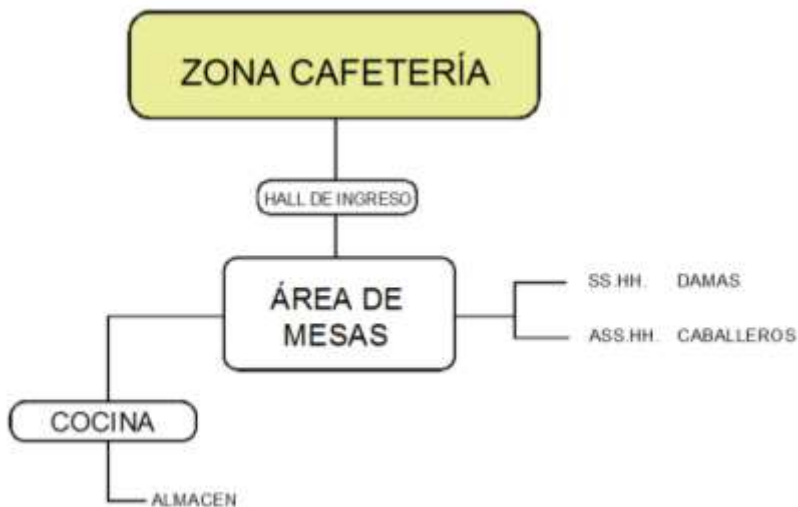 ZONA CAFETERÍA
HALL DE INGRESO
ÁREA DE
MESAS
SS.HH. DAMAS
ASS.HH. CABALLEROS
COCINA
ALMACEN